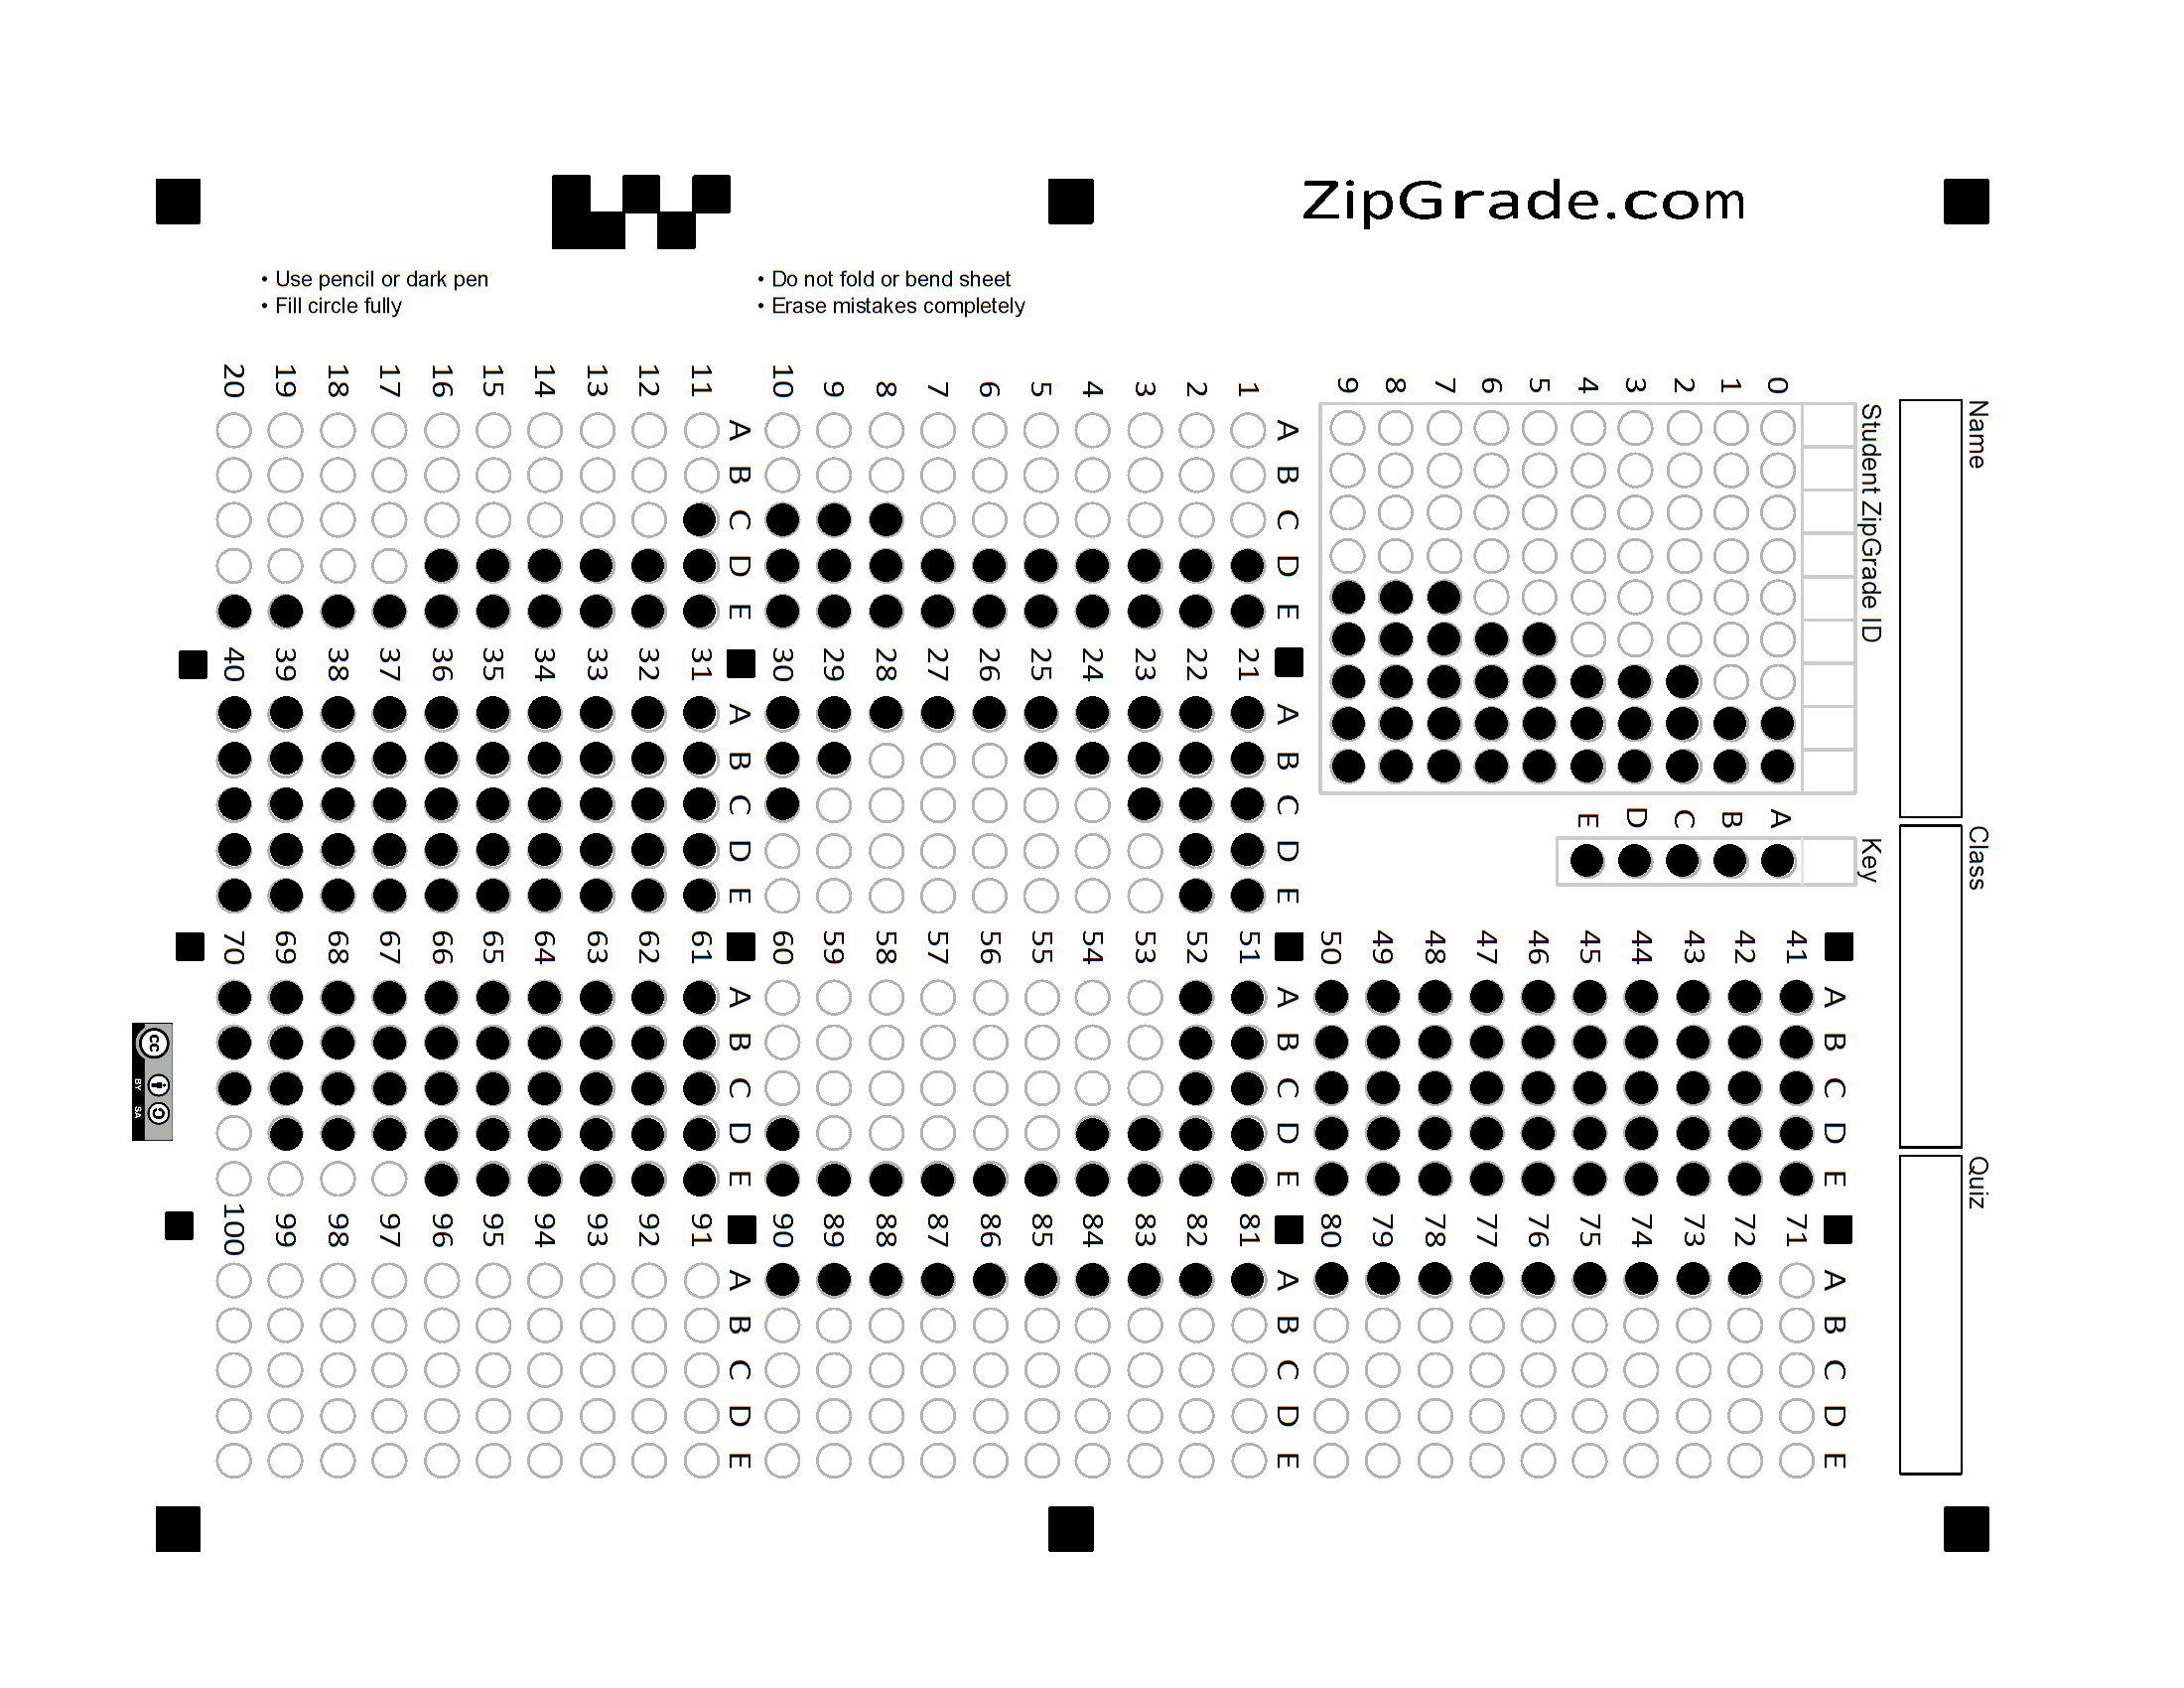 ZipGrade.com
• Use pencil or dark pen
• Fill circle fully
• Do not fold or bend sheet
• Erase mistakes completely
Name
Class
Quiz
Student ZipGrade ID
0 1 2 3 4 5 6 7 8 9
Key
A B C D E
A B C D E
1 2 3 4 5 6 7 8 9 10
A B C D E
11 12 13 14 15 16 17 18 19 20
A B C D E
21 22 23 24 25 26 27 28 29 30
A B C D E
31 32 33 34 35 36 37 38 39 40
A B C D E
41 42 43 44 45 46 47 48 49 50
A B C D E
51 52 53 54 55 56 57 58 59 60
A B C D E
61 62 63 64 65 66 67 68 69 70
A B C D E
71 72 73 74 75 76 77 78 79 80
A B C D E
81 82 83 84 85 86 87 88 89 90
A B C D E
91 92 93 94 95 96 97 98 99 100
A B C D E
cc
BY SA